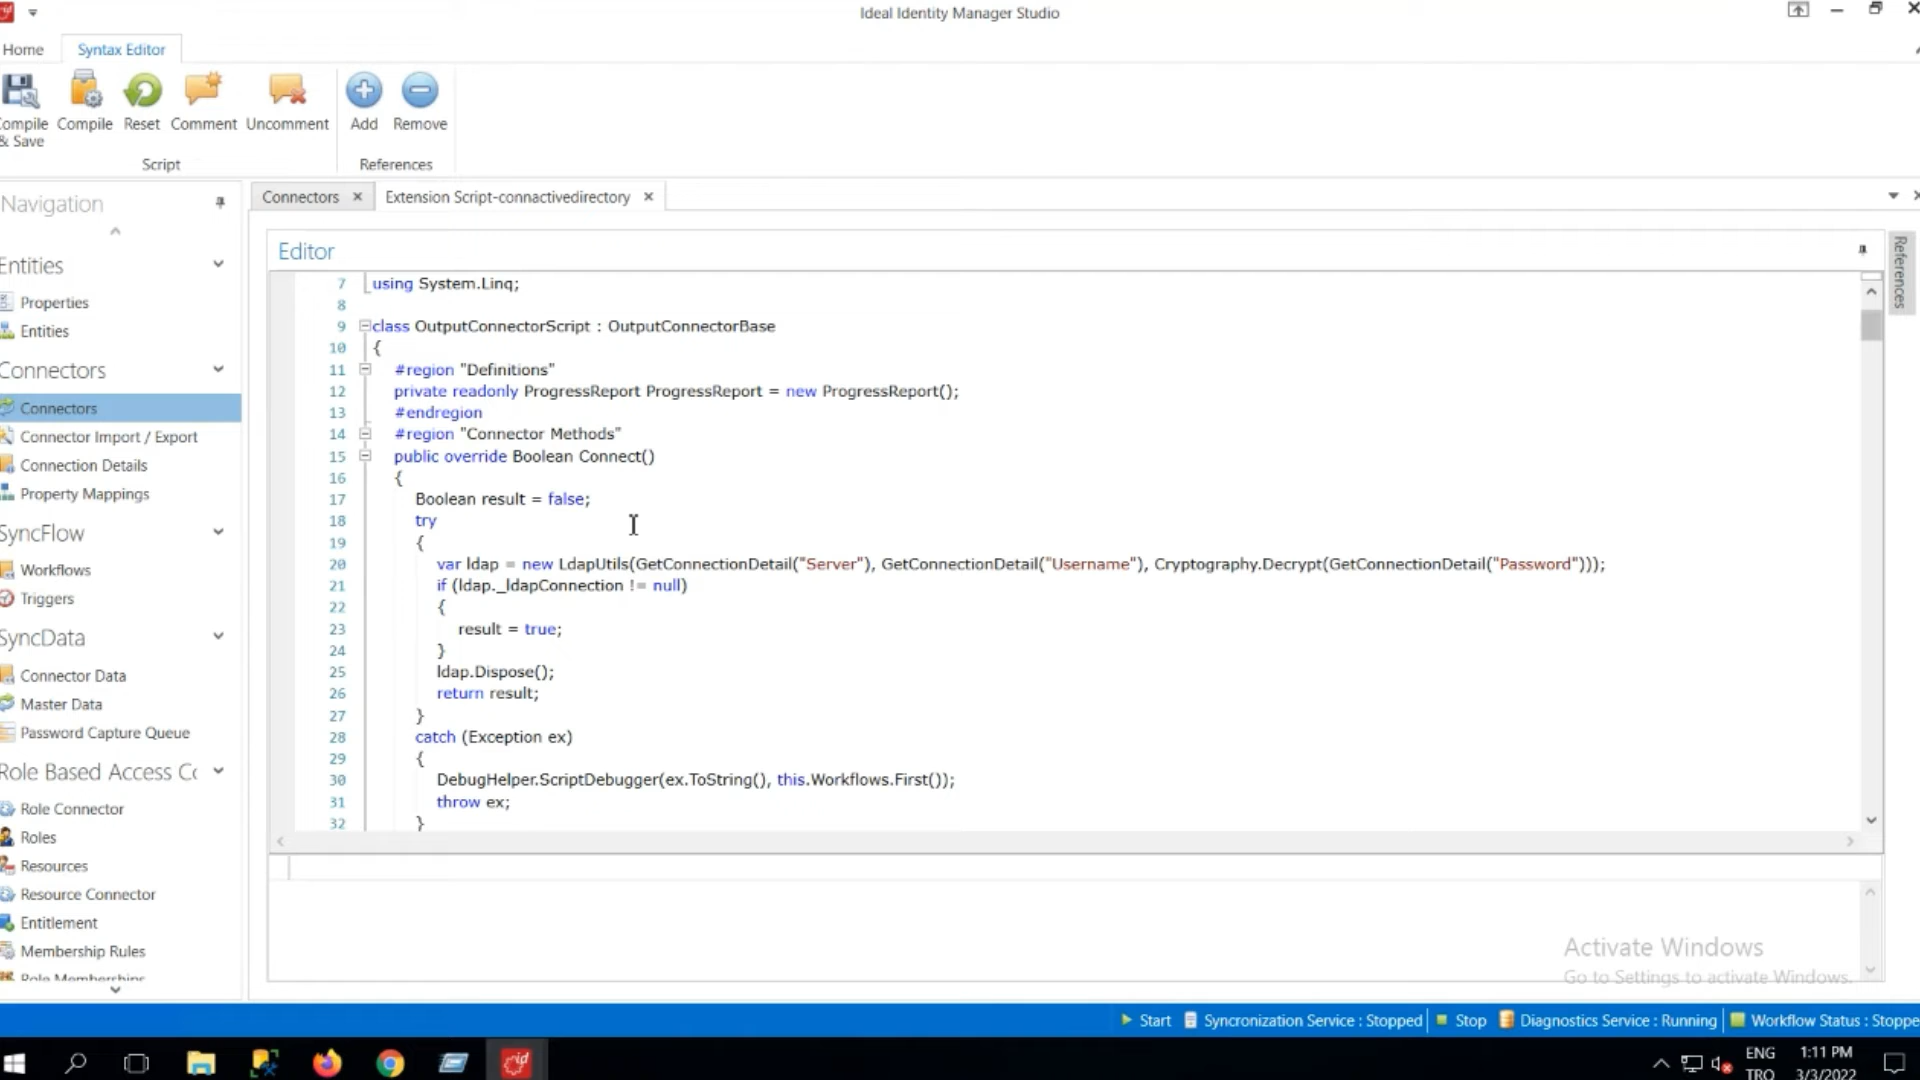 Ideal Identity Manager Studio
Home
Syntax Editor
Compile & Save
Compile
Reset
Comment
Uncomment
Add
Remove
Script
References
Navigation
Connectors
Extension Script-connactivedirectory
References
Entities
Properties
Entities
Connectors
Connectors
Connector Import / Export
Connection Details
Property Mappings
SyncFlow
Workflows
Triggers
SyncData
Connector Data
Master Data
Password Capture Queue
Role Based Access Co
Role Connector
Roles
Resources
Resource Connector
Entitlement
Membership Rules
Role Memberships
Editor
7 using System.Linq;
8
9 class OutputConnectorScript : OutputConnectorBase
10 {
11 #region "Definitions"
12 private readonly ProgressReport ProgressReport = new ProgressReport();
13 #endregion
14 #region "Connector Methods"
15 public override Boolean Connect()
16 {
17 Boolean result = false;
18 try
19 {
20 var ldap = new LdapUtils(GetConnectionDetail("Server"), GetConnectionDetail("Username"), Cryptography.Decrypt(GetConnectionDetail("Password")));
21 if (ldap._ldapConnection != null)
22 {
23 result = true;
24 }
25 ldap.Dispose();
26 return result;
27 }
28 catch (Exception ex)
29 {
30 DebugHelper.ScriptDebugger(ex.ToString(), this.Workflows.First());
31 throw ex;
32 }
Activate Windows
Go to Settings to activate Windows.
Start
Syncronization Service : Stopped
Stop
Diagnostics Service : Running
Workflow Status : Stoppe
id
ENG
TRQ
1:11 PM
3/3/2022